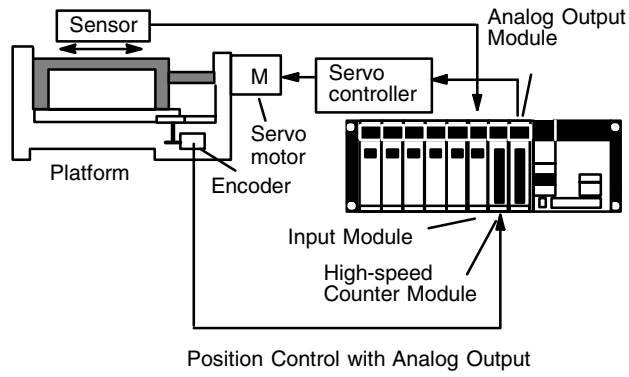 Sensor
Analog Output
Module
M
Servo
controller
Servo
motor
Encoder
Platform
Input Module
High-speed
Counter Module
Position Control with Analog Output